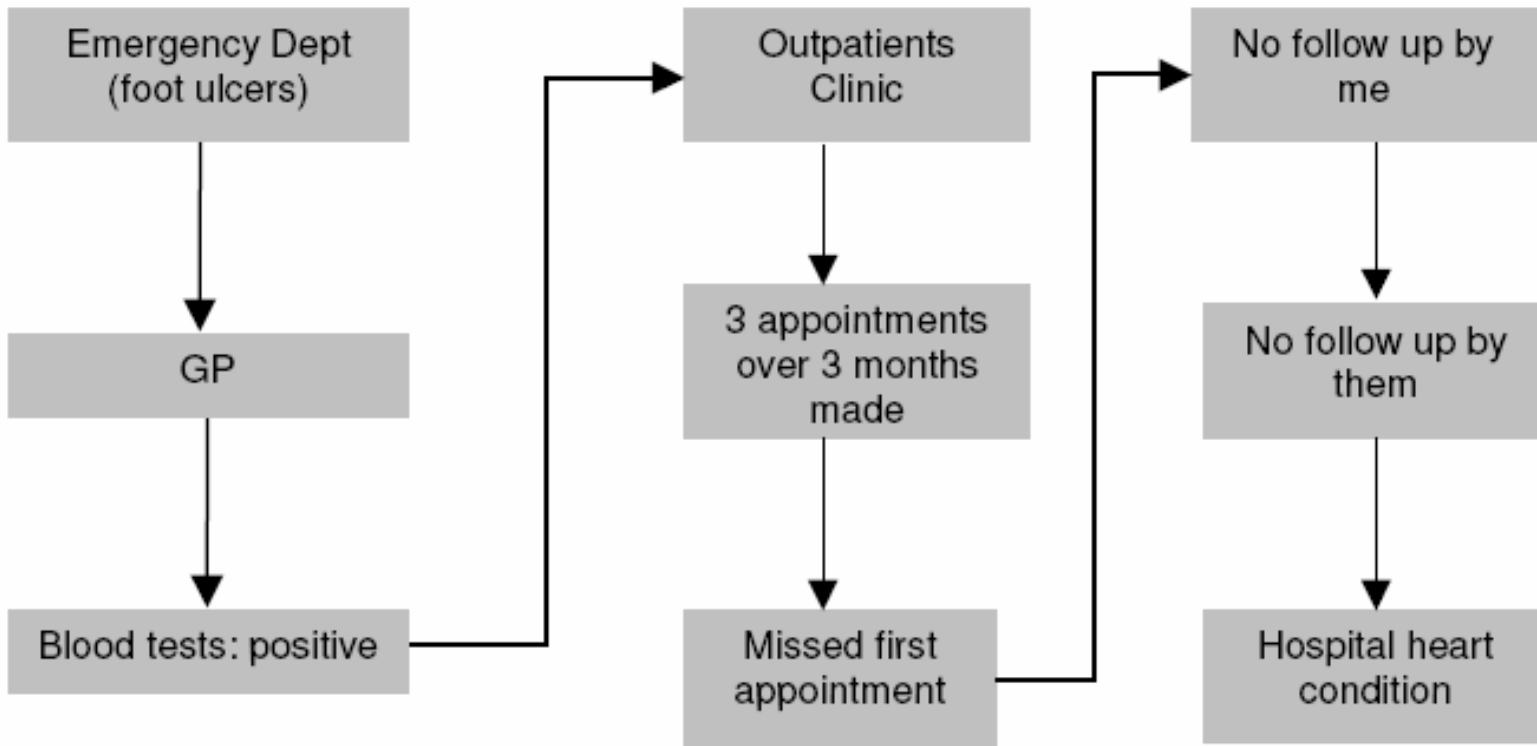 Emergency Dept
(foot ulcers)
GP
Blood tests: positive
Outpatients
Clinic
3 appointments
over 3 months
made
Missed first
appointment
No follow up by
me
No follow up by
them
Hospital heart
condition